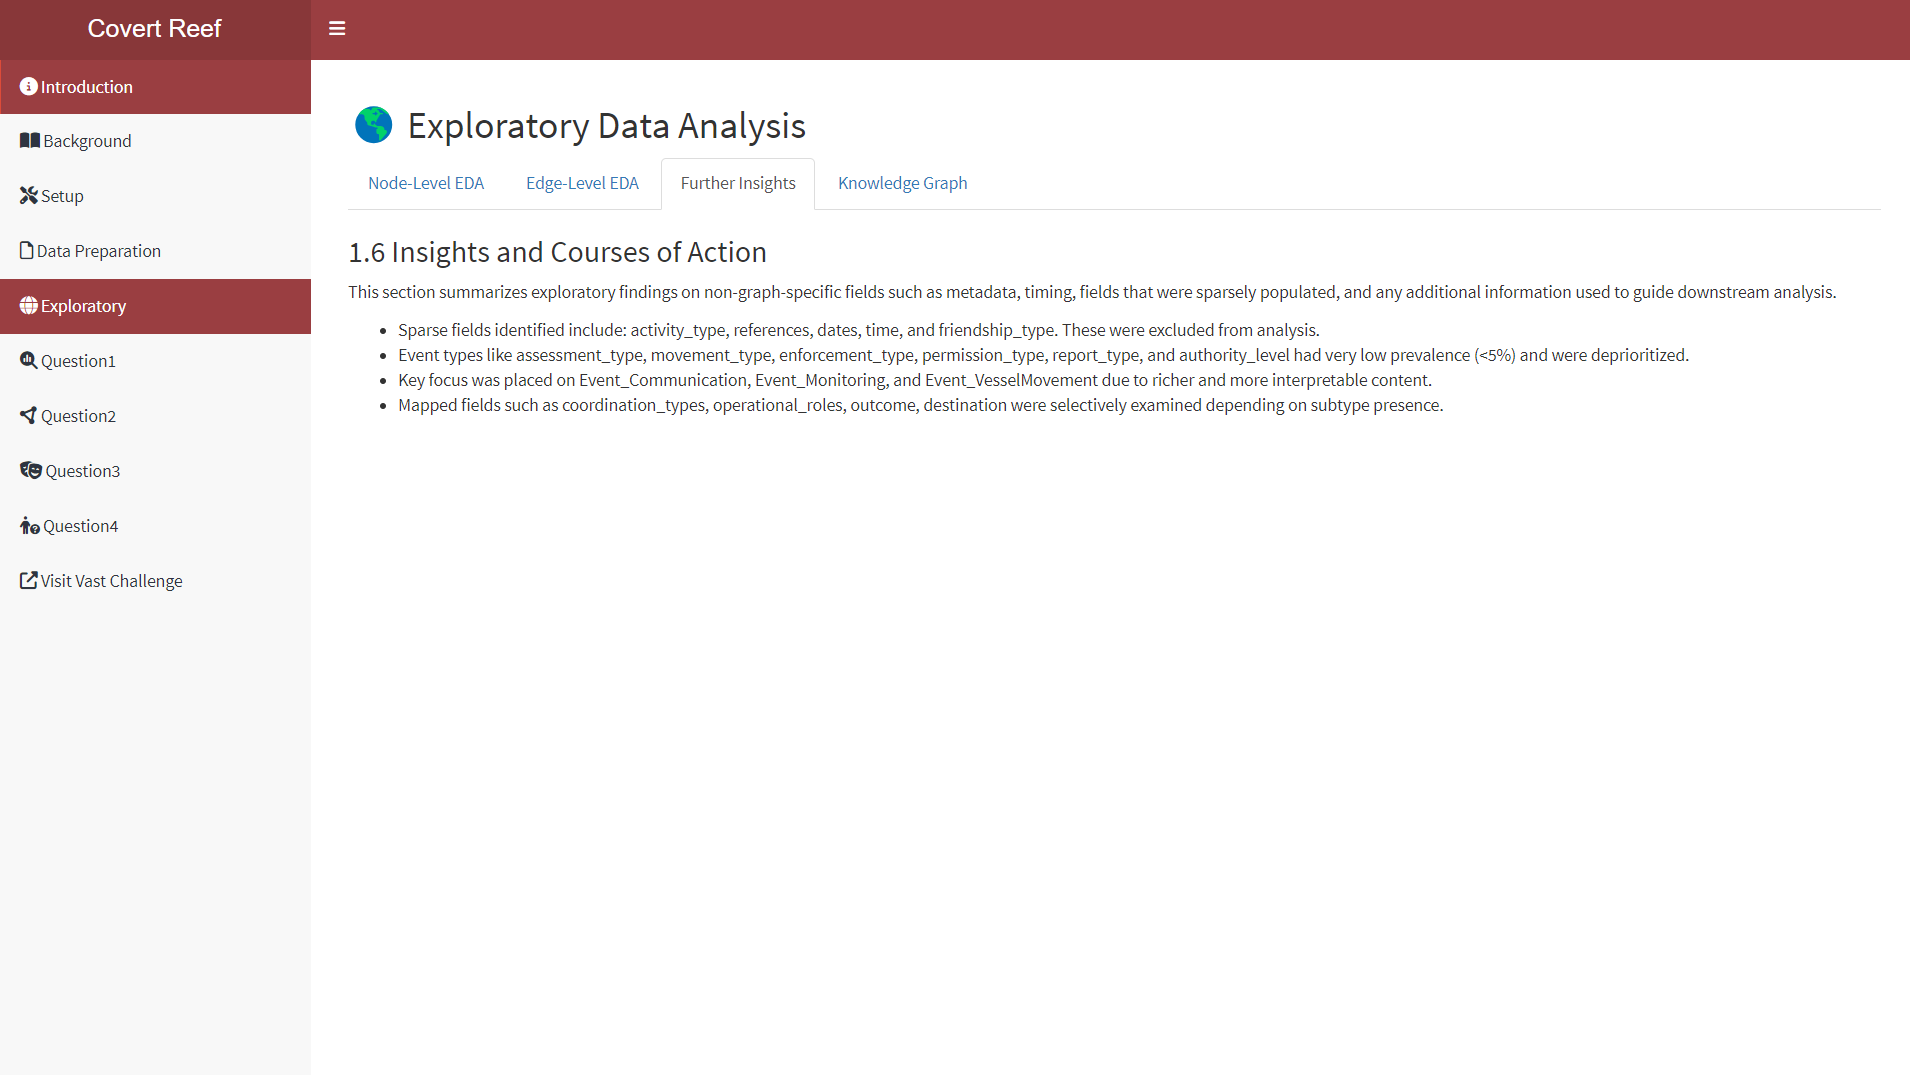 Covert Reef
Introduction
Background
Setup
Data Preparation
Exploratory
Question1
Question2
Question3
Question4
Visit Vast Challenge
Exploratory Data Analysis
Node-Level EDA
Edge-Level EDA
Further Insights
Knowledge Graph
1.6 Insights and Courses of Action
This section summarizes exploratory findings on non-graph-specific fields such as metadata, timing, fields that were sparsely populated, and any additional information used to guide downstream analysis.
Sparse fields identified include: activity_type, references, dates, time, and friendship_type. These were excluded from analysis.
Event types like assessment_type, movement_type, enforcement_type, permission_type, report_type, and authority_level had very low prevalence (<5%) and were deprioritized.
Key focus was placed on Event_Communication, Event_Monitoring, and Event_VesselMovement due to richer and more interpretable content.
Mapped fields such as coordination_types, operational_roles, outcome, destination were selectively examined depending on subtype presence.